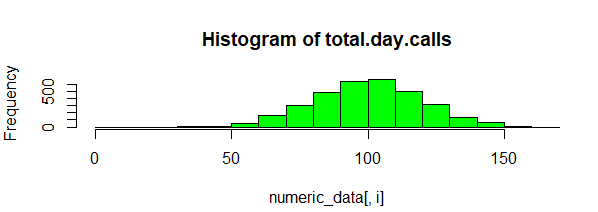 Histogram of total.day.calls
Frequency
500
0
0 50 100 150
numeric_data[, i]